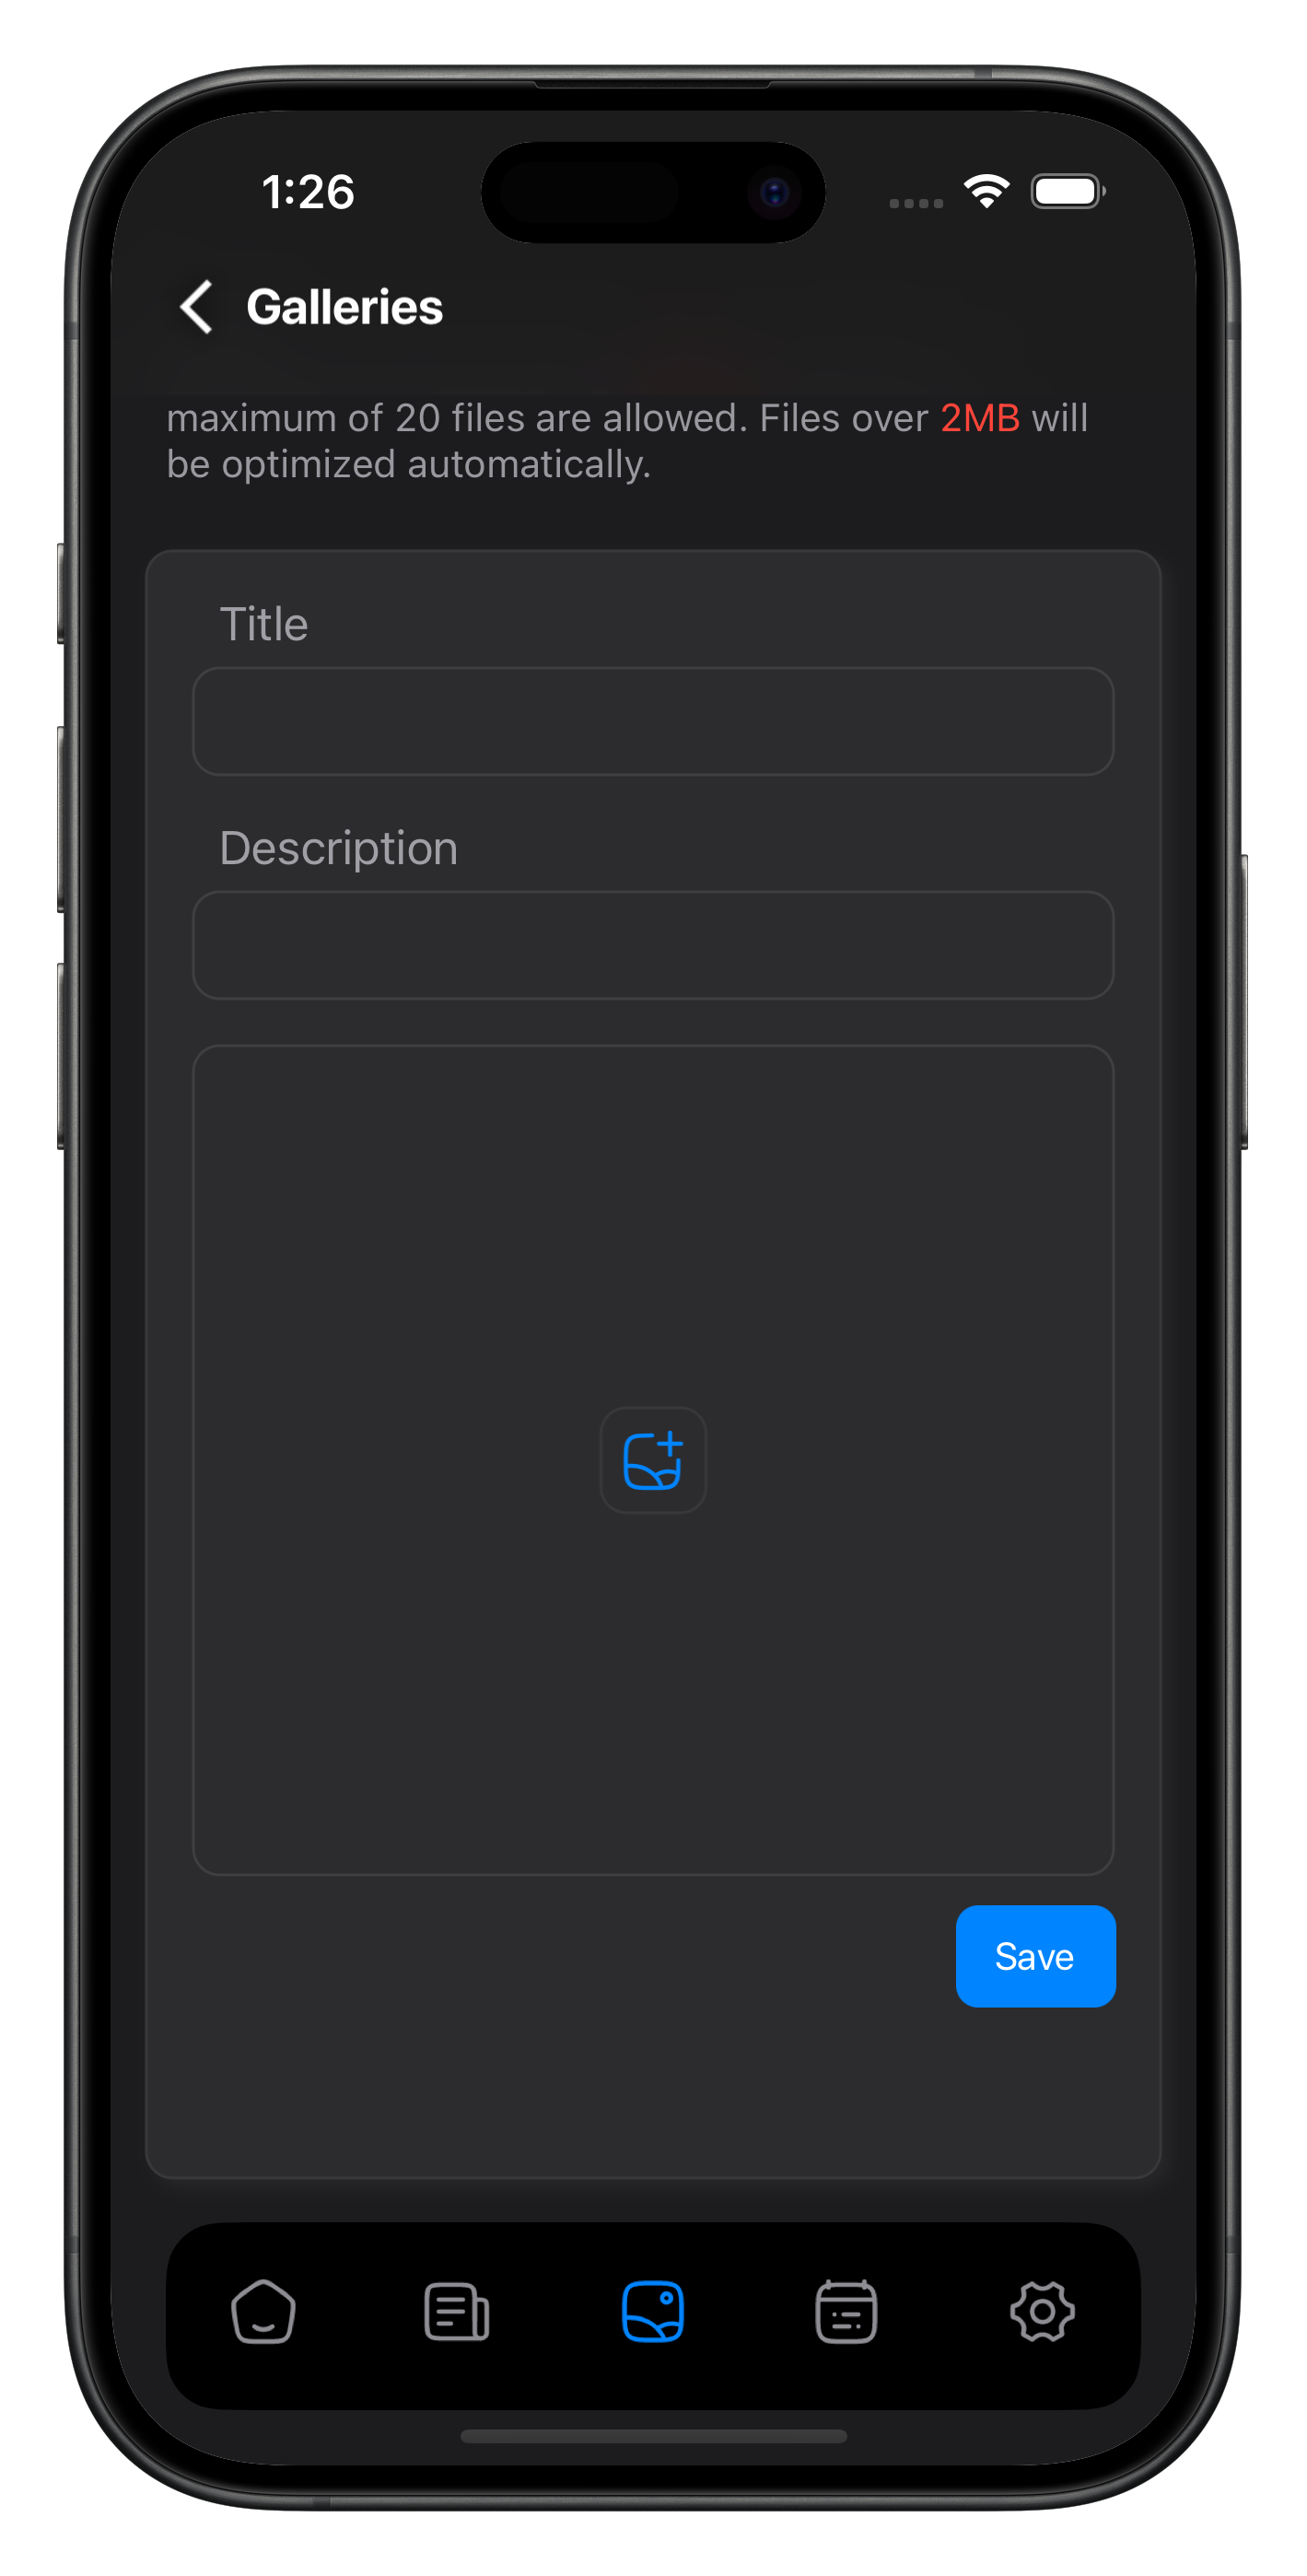 1:26
Galleries
maximum of 20 files are allowed. Files over 2MB will
be optimized automatically.
Title
Description
Save